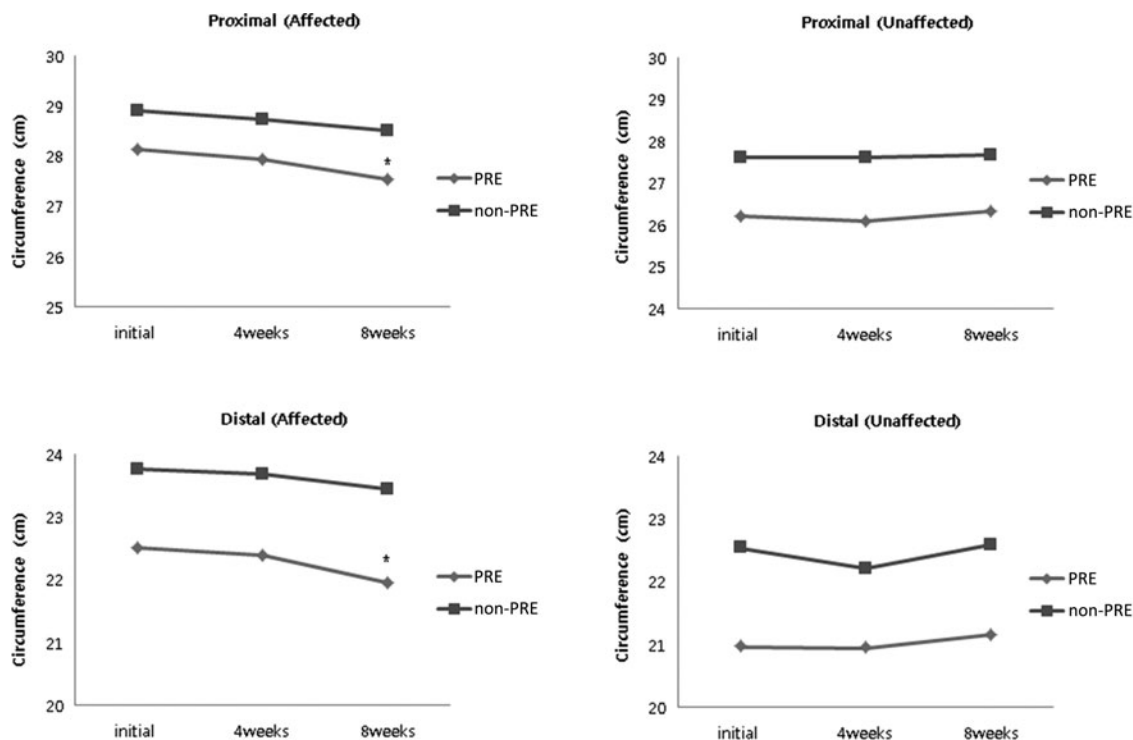 Proximal (Affected)
Circumference (cm)
30
29
28
27
26
25
*
initial 4weeks 8weeks
PRE
non-PRE
Proximal (Unaffected)
Circumference (cm)
30
29
28
27
26
25
24
initial 4weeks 8weeks
PRE
non-PRE
Distal (Affected)
Circumference (cm)
24
23
22
21
20
*
initial 4weeks 8weeks
PRE
non-PRE
Distal (Unaffected)
Circumference (cm)
24
23
22
21
20
initial 4weeks 8weeks
PRE
non-PRE